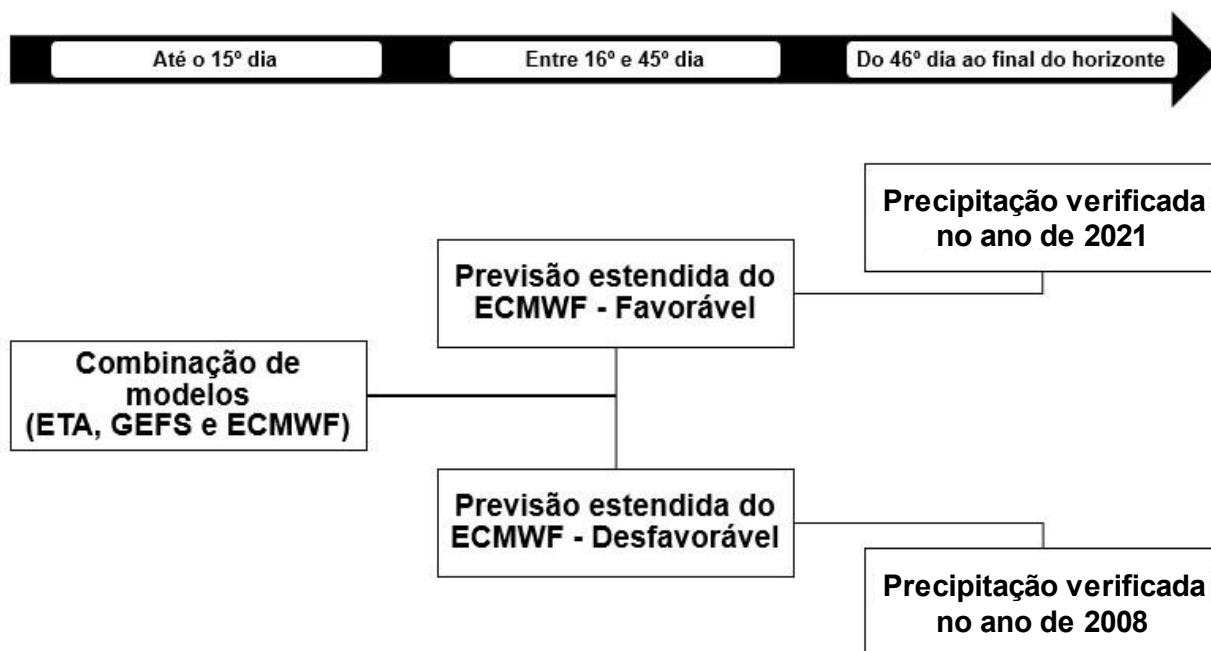 Até o 15º dia
Entre 16º e 45º dia
Do 46º dia ao final do horizonte
Precipitação verificada
no ano de 2021
Previsão estendida do
ECMWF - Favorável
Combinação de
modelos
(ETA, GEFS e ECMWF)
Previsão estendida do
ECMWF - Desfavorável
Precipitação verificada
no ano de 2008